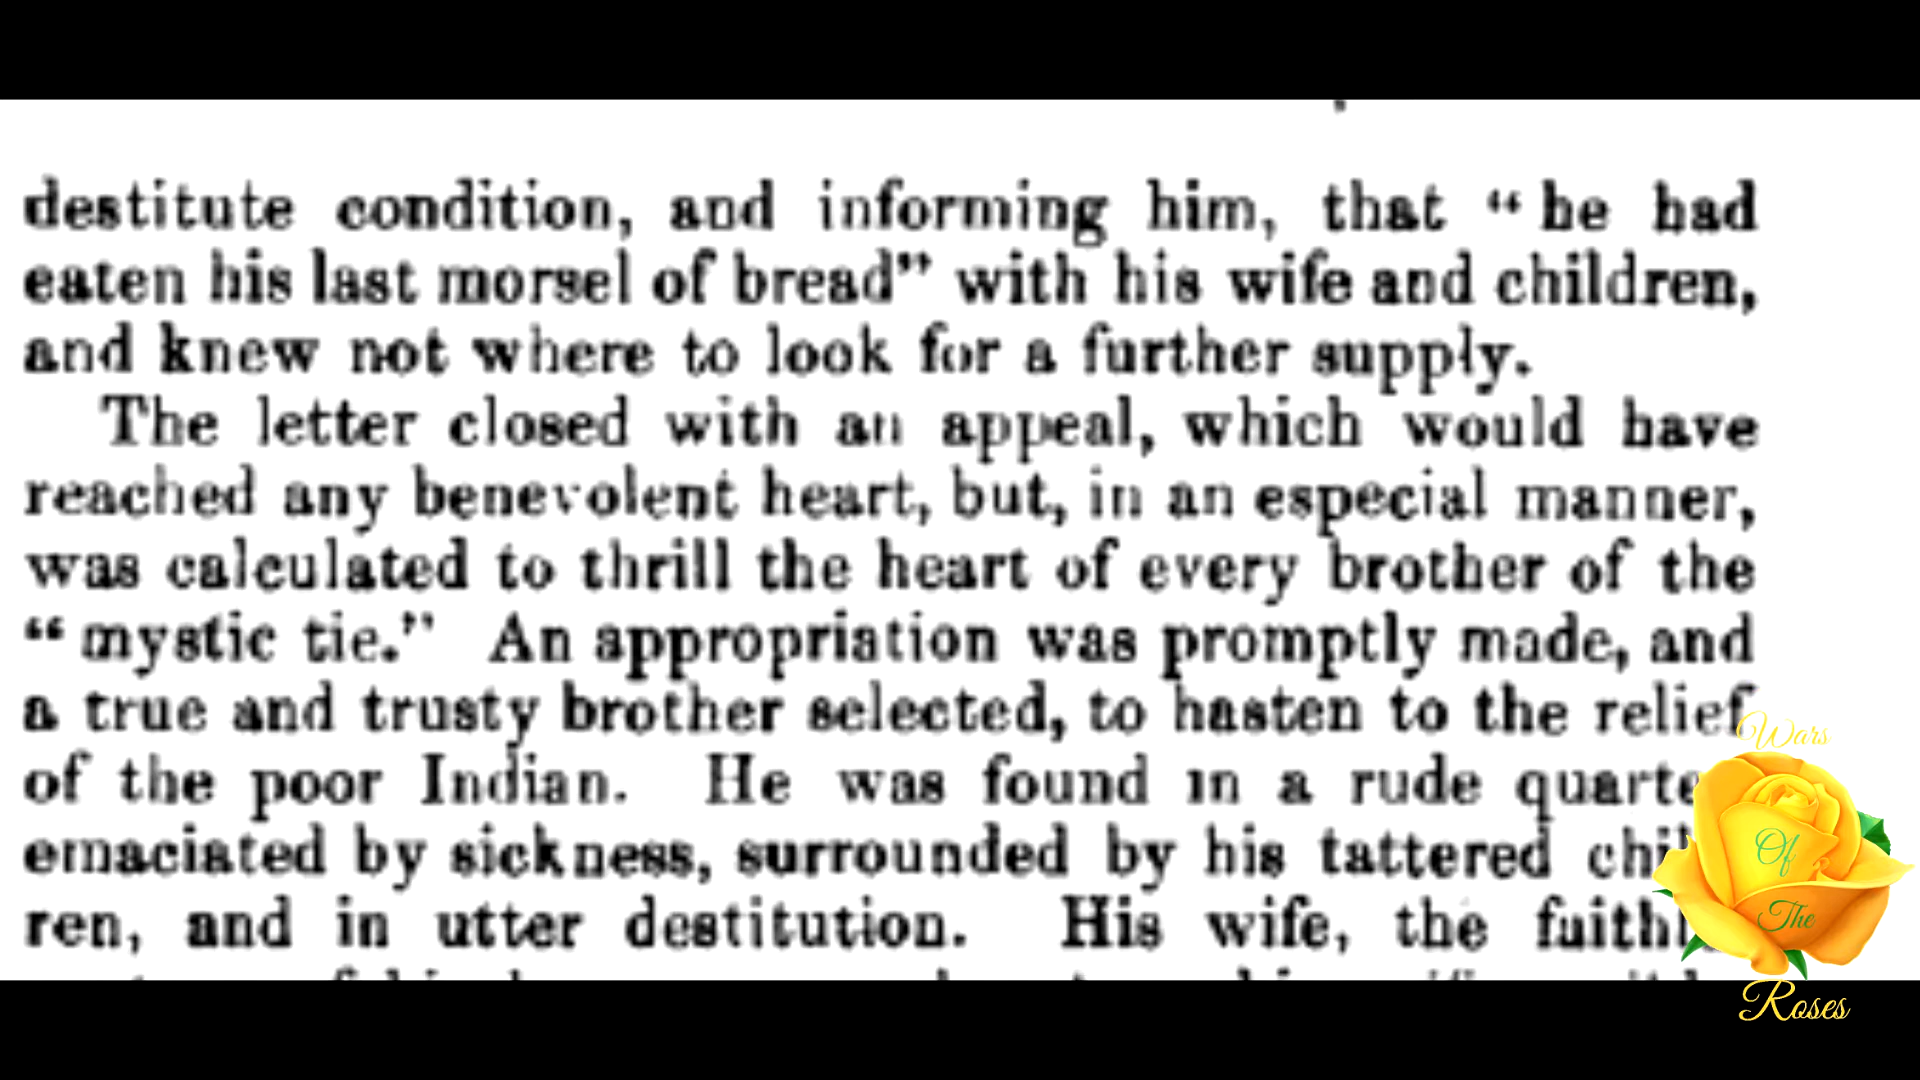 destitute condition, and informing him, that “he had
eaten his last morsel of bread” with his wife and children,
and knew not where to look for a further supply.
The letter closed with an appeal, which would have
reached any benevolent heart, but, in an especial manner,
was calculated to thrill the heart of every brother of the
“mystic tie.” An appropriation was promptly made, and
a true and trusty brother selected, to hasten to the relief
of the poor Indian. He was found in a rude
emaciated by sickness, surrounded by his tattered
ren, and in utter destitution. His wife, the
Wars
Of
The
Roses